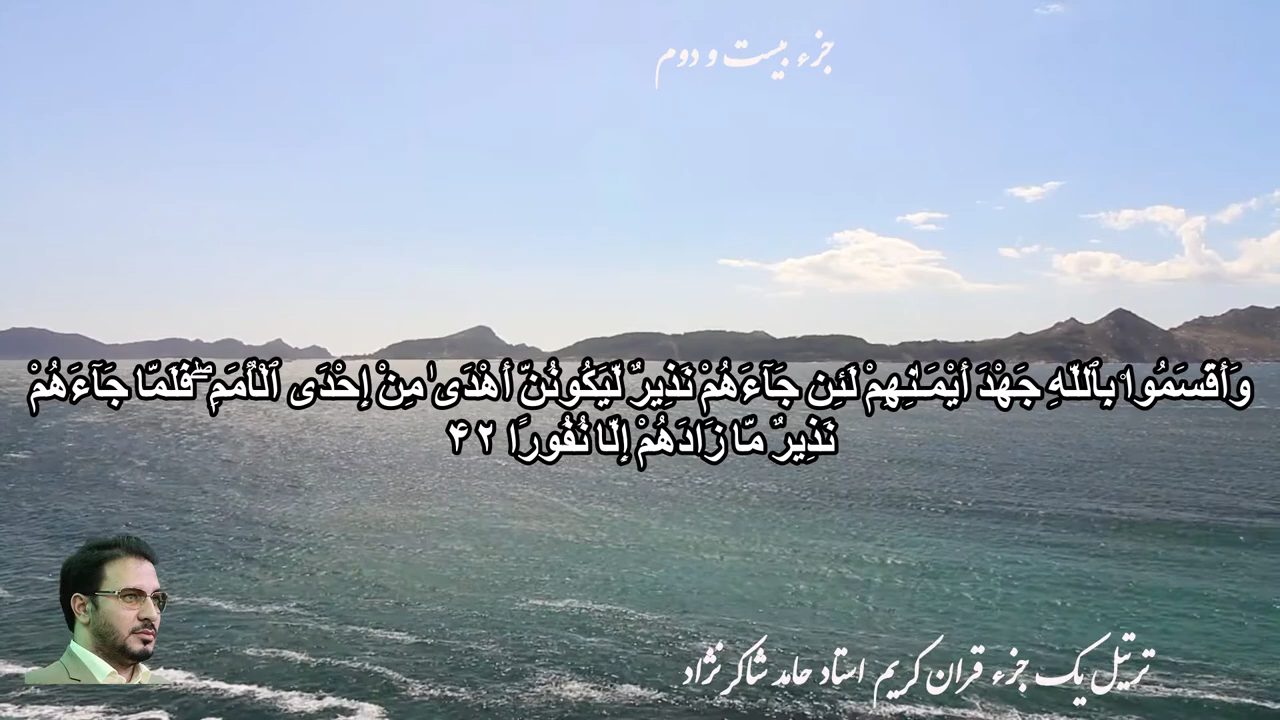 جزء بیست و دوم
وَأَقۡسَمُواْ بِٱللَّهِ جَهۡدَ أَيۡمَٰنِهِمۡ لَئِن جَآءَهُمۡ نَذِيرٞ لَّيَكُونُنَّ أَهۡدَىٰ مِنۡ إِحۡدَى ٱلۡأُمَمِۖ فَلَمَّا جَآءَهُمۡ
نَذِيرٞ مَّا زَادَهُمۡ إِلَّا نُفُورًا ۴۲
ترتیل یک جزء قران کریم استاد حامد شاکرنژاد